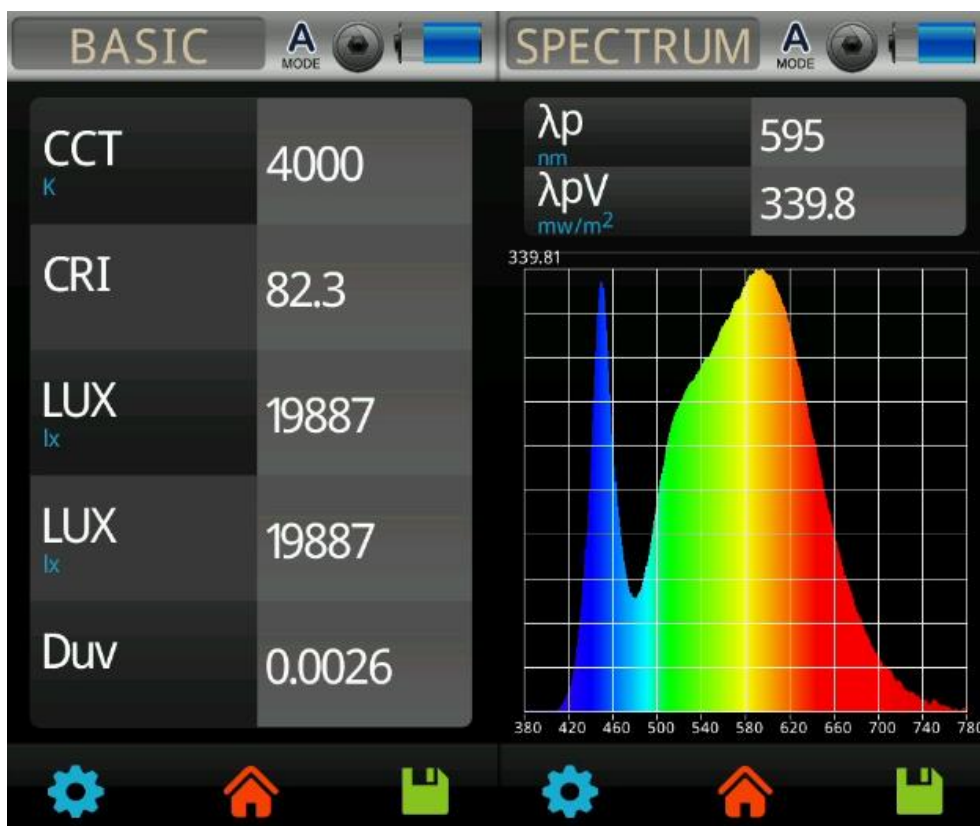 BASIC
A
MODE
CCT
K
4000
CRI
82.3
LUX
lx
19887
LUX
lx
19887
Duv
0.0026
SPECTRUM
A
MODE
λp
nm
595
λpV
mw/m2
339.8
339.81
380 420 460 500 540 580 620 660 700 740 780